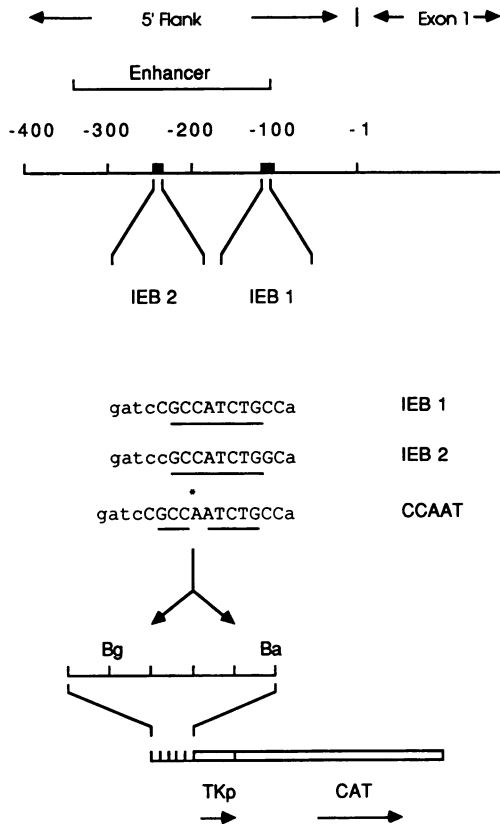 5' Flank Exon 1
Enhancer
-400 -300 -200 -100 -1
IEB 2 IEB 1
gatcCGCCATCTGCCa IEB 1
gatccGCCATCTGGCa IEB 2
*
gatcCGCCAATCTGCCa CCAAT
Bg Ba
TKp CAT